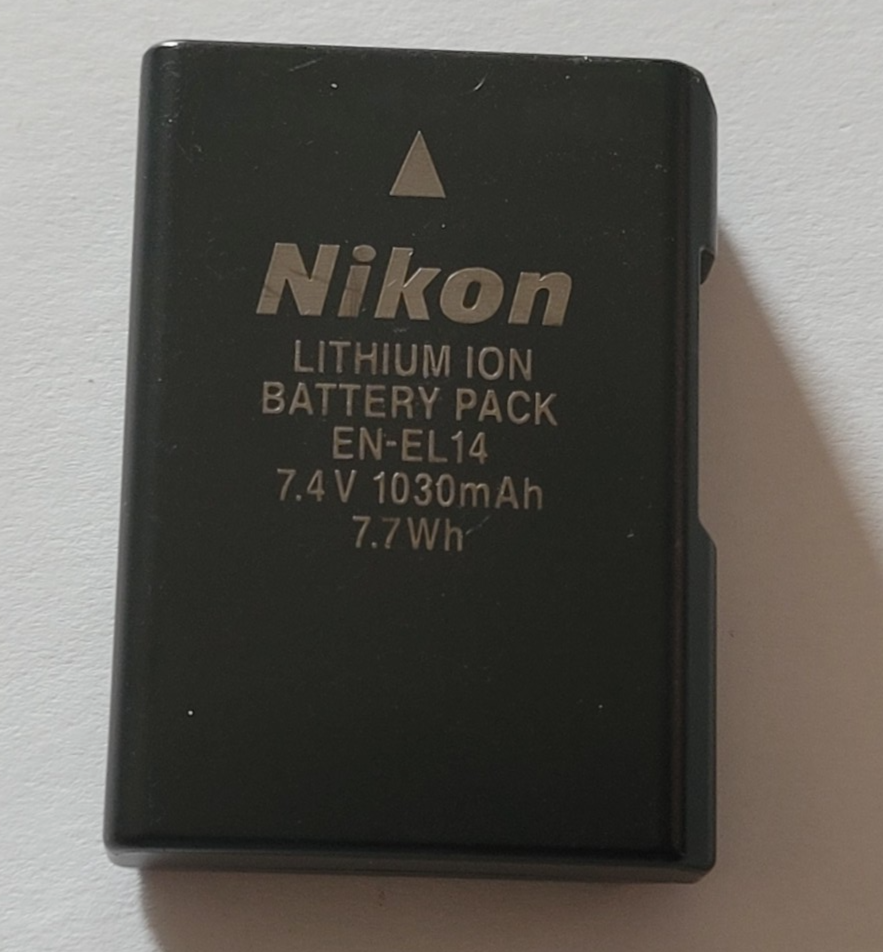 Nikon
LITHIUM ION
BATTERY PACK
EN-EL14
7.4V 1030mAh
7.7Wh